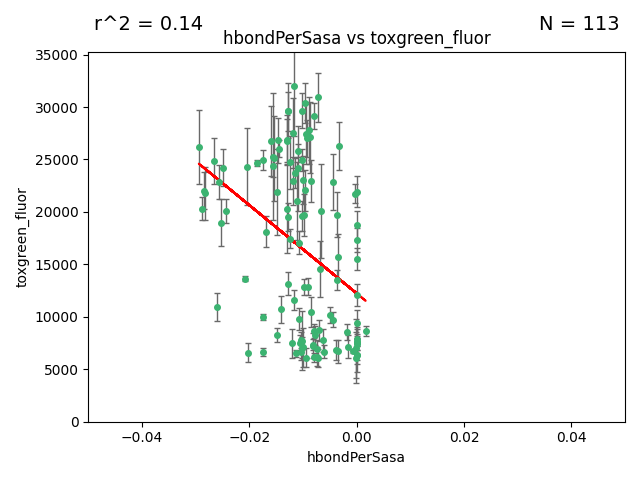 r^2 = 0.14
N = 113
hbondPerSasa vs toxgreen_fluor
35000
30000
25000
20000
15000
10000
5000
0
toxgreen_fluor
−0.04
−0.02
0.00
0.02
0.04
hbondPerSasa